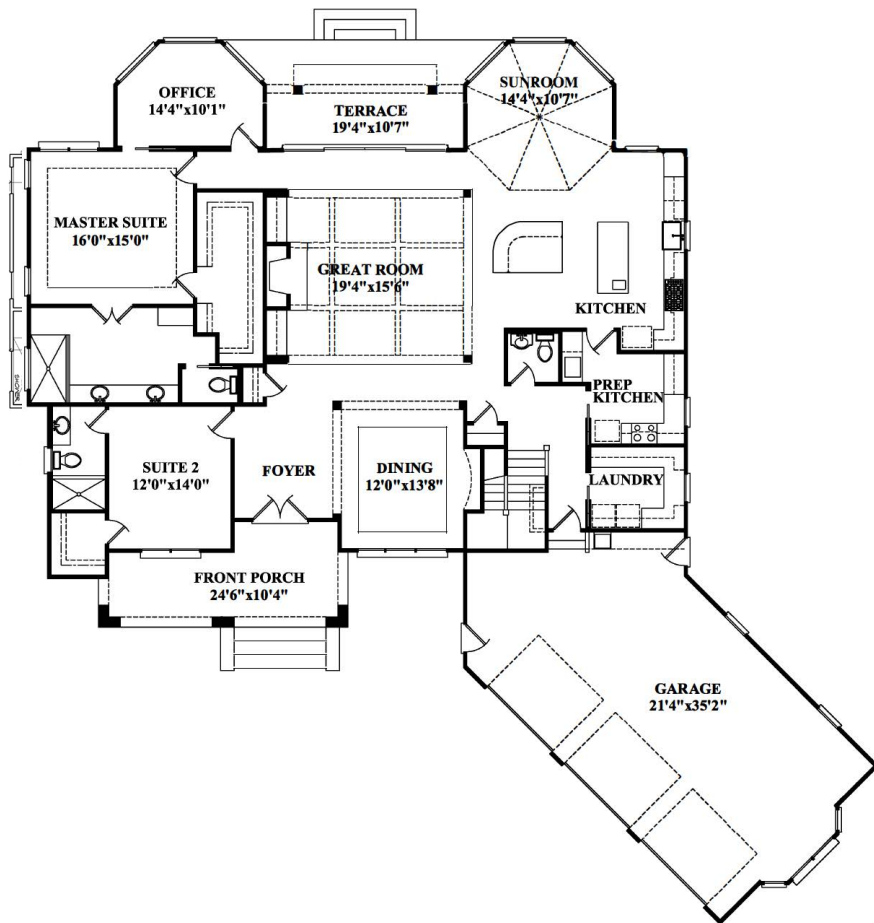 OFFICE
14'4"x10'1"
TERRACE
19'4"x10'7"
SUNROOM
14'4"x10'7"
MASTER SUITE
16'0"x15'0"
GREAT ROOM
19'4"x15'6"
KITCHEN
SHOWER
PREP
KITCHEN
SUITE 2
12'0"x14'0"
FOYER
DINING
12'0"x13'8"
LAUNDRY
FRONT PORCH
24'6"x10'4"
GARAGE
21'4"x35'2"